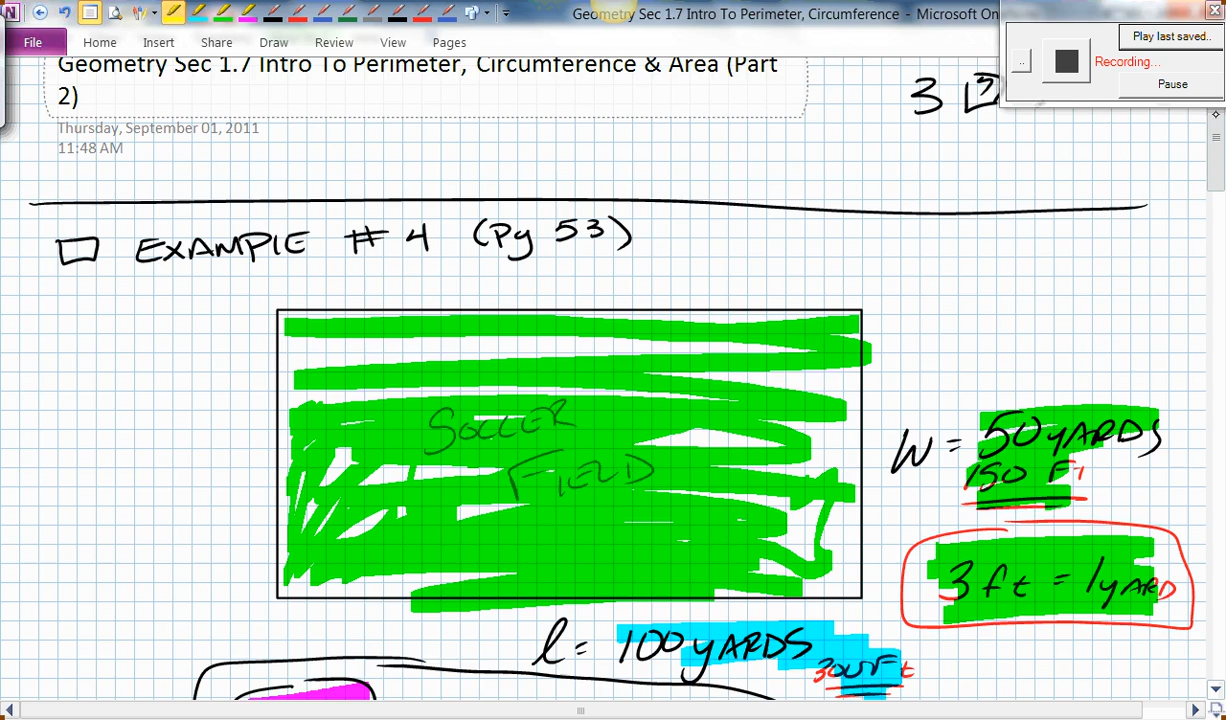 Geometry Sec 1.7 Intro To Perimeter, Circumference - Microsoft On
File Home Insert Share Draw Review View Pages
Play last saved..
..
Recording...
Pause
Geometry Sec 1.7 Intro To Perimeter, Circumference & Area (Part
2)
3
Thursday, September 01, 2011
11:48 AM
EXAMPLE # 4 (Pg 53)
SOCCER
FIELD
W = 50 YARDS
150 Ft
3 ft = 1 YARD
l = 100 YARDS
300 Ft